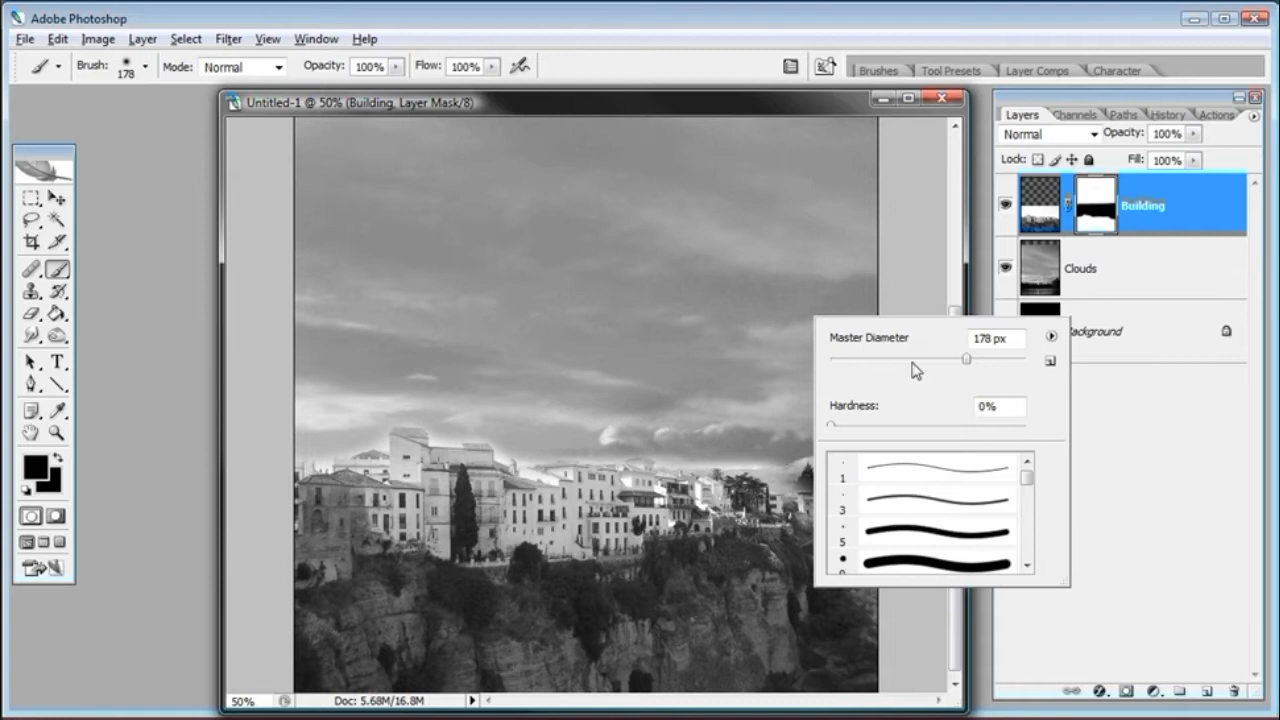 Adobe Photoshop
File Edit Image Layer Select Filter View Window Help
Brush: 178 Mode: Normal Opacity: 100% Flow: 100% Brushes Tool Presets Layer Comps Character
Untitled-1 @ 50% (Building, Layer Mask/8)
Layers Channels Paths History Actions
Normal Opacity: 100%
Lock: Fill: 100%
Building
Clouds
Background
Master Diameter 178 px
Hardness: 0%
1
3
5
T
50% Doc: 5.68M/16.8M